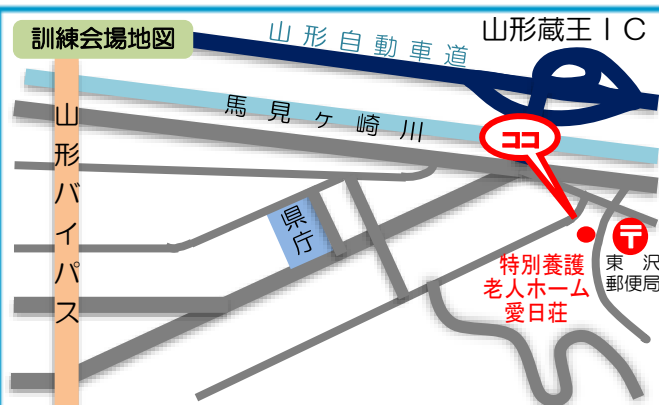 訓練会場地図
山形自動車道
山形蔵王IC
馬見ヶ崎川
山形バイパス
ココ
県庁
〒
特別養護
老人ホーム
愛日荘
東沢
郵便局